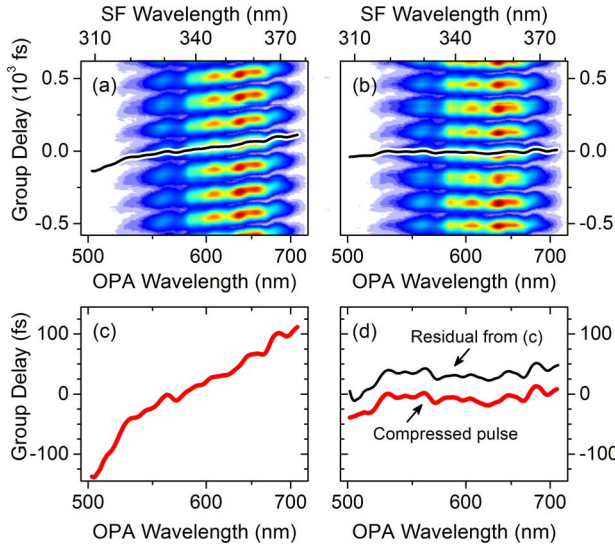 SF Wavelength (nm)
SF Wavelength (nm)
310 340 370
310 340 370
Group Delay (10³ fs)
0.5
0.0
-0.5
(a)
(b)
0.5
0.0
-0.5
500 600 700
500 600 700
OPA Wavelength (nm)
OPA Wavelength (nm)
Group Delay (fs)
100
0
-100
(c)
(d)
Residual from (c)
Compressed pulse
100
0
-100
500 600 700
500 600 700
OPA Wavelength (nm)
OPA Wavelength (nm)